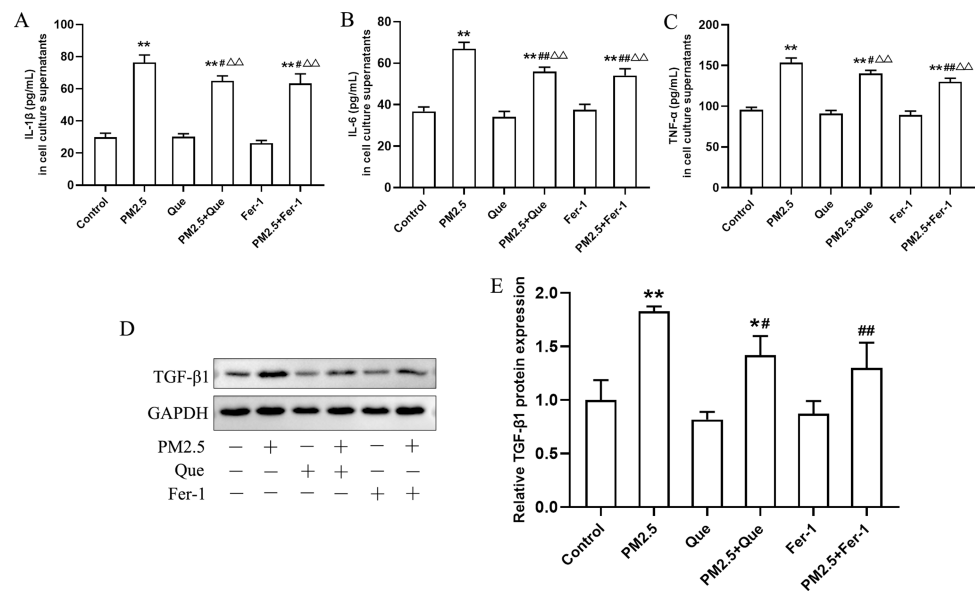 A
IL-1β (pg/mL)
in cell culture supernatants
100
80
60
40
20
0
**
**#△△
**#△△
Control
PM2.5
Que
PM2.5+Que
Fer-1
PM2.5+Fer-1
B
IL-6 (pg/mL)
in cell culture supernatants
80
60
40
20
0
**
**##△△
**##△△
Control
PM2.5
Que
PM2.5+Que
Fer-1
PM2.5+Fer-1
C
TNF-α (pg/mL)
in cell culture supernatants
200
150
100
50
0
**
**#△△
**##△△
Control
PM2.5
Que
PM2.5+Que
Fer-1
PM2.5+Fer-1
D
TGF-β1
GAPDH
PM2.5 − + − + − +
Que − − + + − −
Fer-1 − − − − + +
E
Relative TGF-β1 protein expression
2.0
1.5
1.0
0.5
0.0
**
*#
##
Control
PM2.5
Que
PM2.5+Que
Fer-1
PM2.5+Fer-1